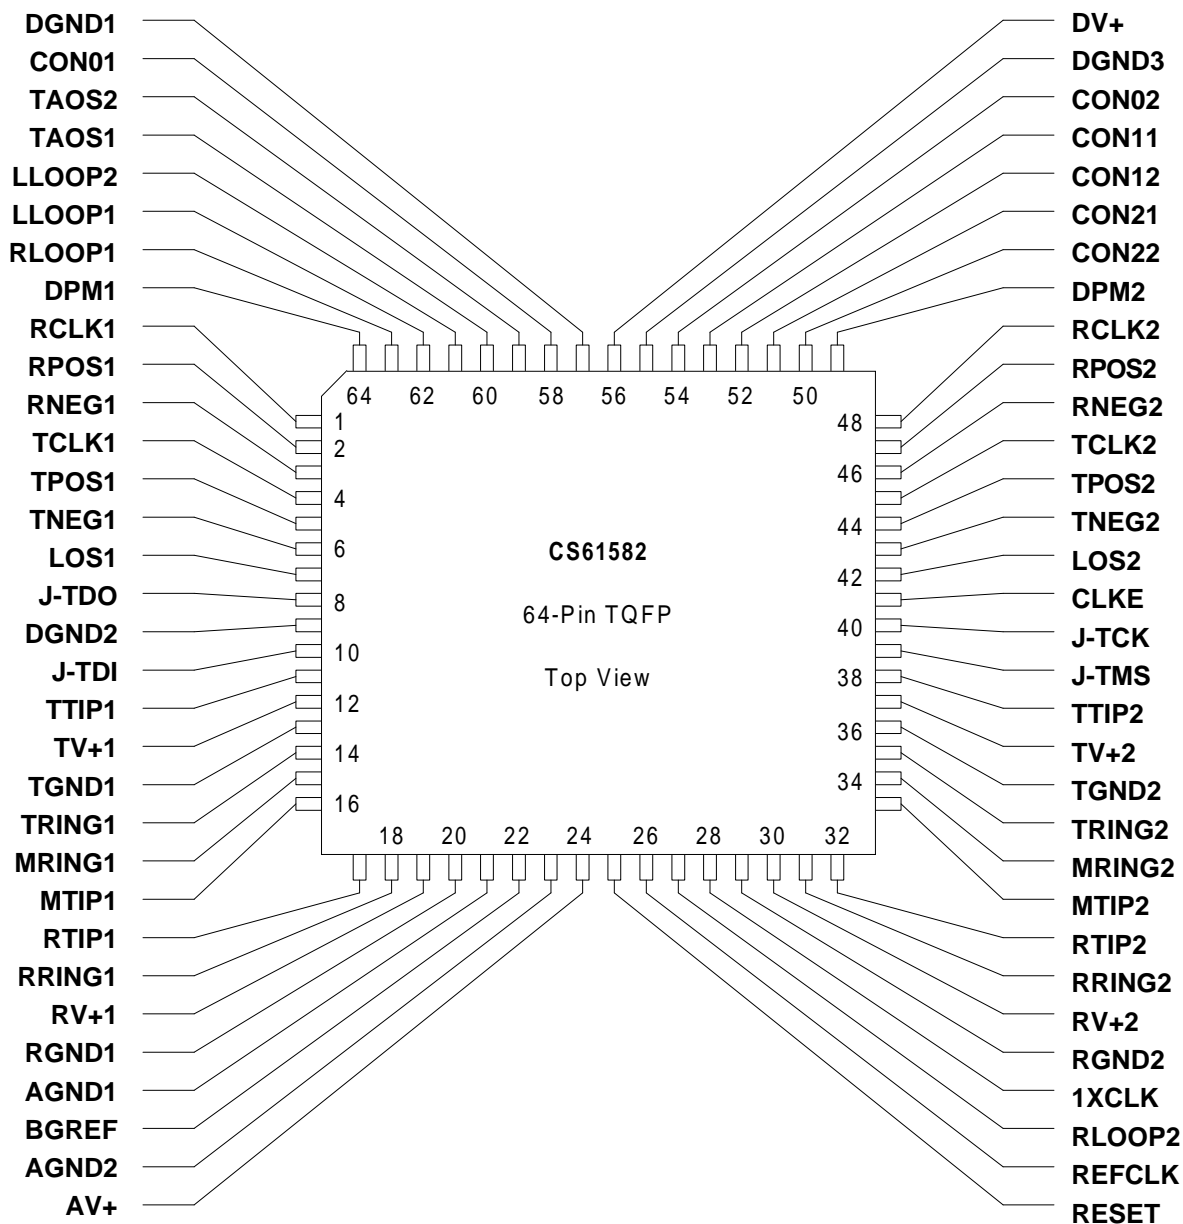 DGND1
CON01
TAOS2
TAOS1
LLOOP2
LLOOP1
RLOOP1
DPM1
RCLK1
RPOS1
RNEG1
TCLK1
TPOS1
TNEG1
LOS1
J-TDO
DGND2
J-TDI
TTIP1
TV+1
TGND1
TRING1
MRING1
MTIP1
RTIP1
RRING1
RV+1
RGND1
AGND1
BGREF
AGND2
AV+
64 62 60 58 56 54 52 50
1
2
4
6
8
10
12
14
16
CS61582
64-Pin TQFP
Top View
48
46
44
42
40
38
36
34
18 20 22 24 26 28 30 32
DV+
DGND3
CON02
CON11
CON12
CON21
CON22
DPM2
RCLK2
RPOS2
RNEG2
TCLK2
TPOS2
TNEG2
LOS2
CLKE
J-TCK
J-TMS
TTIP2
TV+2
TGND2
TRING2
MRING2
MTIP2
RTIP2
RRING2
RV+2
RGND2
1XCLK
RLOOP2
REFCLK
RESET